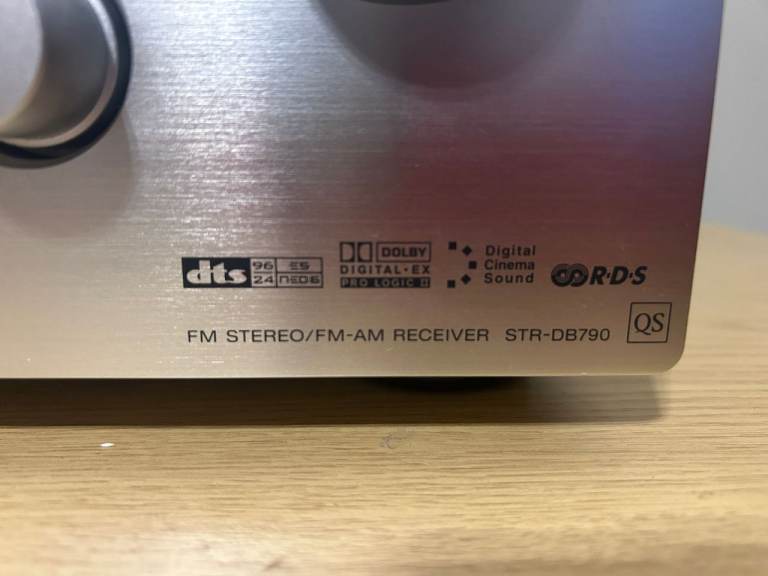 dts 96 24 ES NEO:6
DOLBY
DIGITAL·EX
PRO LOGIC II
Digital
Cinema
Sound
R·D·S
FM STEREO/FM-AM RECEIVER STR-DB790
QS